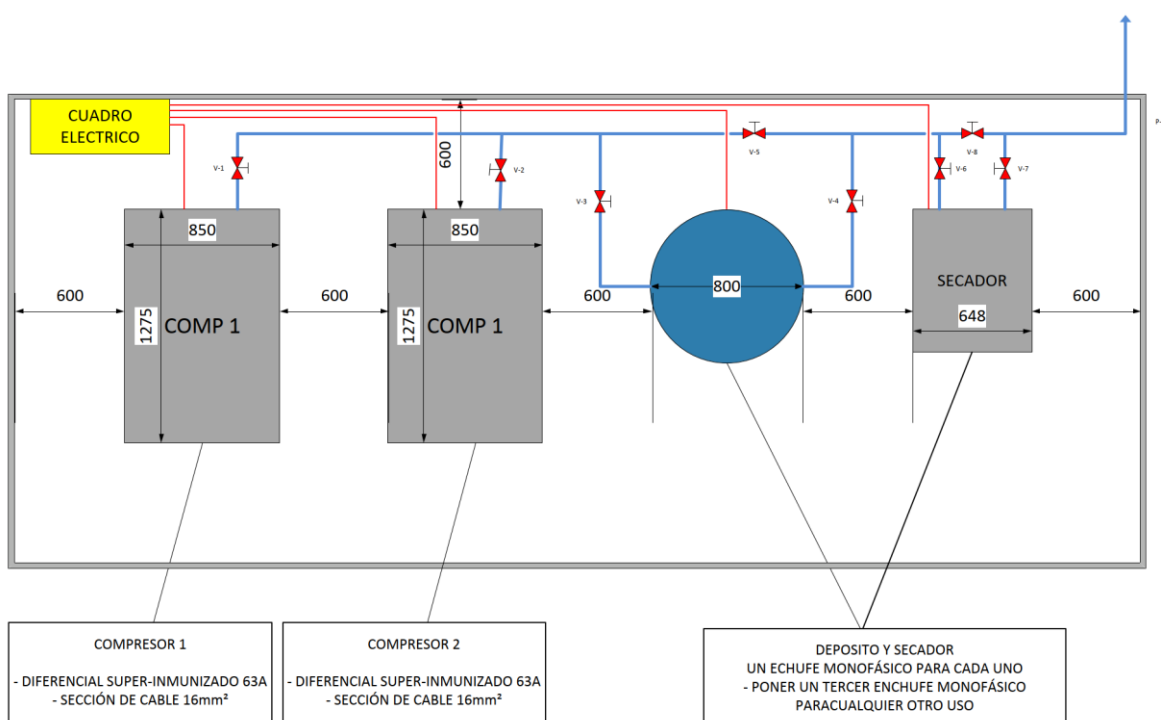 CUADRO
ELECTRICO
P-
V-1
V-2
V-3
V-4
V-5
V-6
V-7
V-8
600
850
850
800
SECADOR
648
600
600
600
600
600
1275
COMP 1
1275
COMP 1
COMPRESOR 1
- DIFERENCIAL SUPER-INMUNIZADO 63A
- SECCIÓN DE CABLE 16mm²
COMPRESOR 2
- DIFERENCIAL SUPER-INMUNIZADO 63A
- SECCIÓN DE CABLE 16mm²
DEPOSITO Y SECADOR
UN ECHUFE MONOFÁSICO PARA CADA UNO
- PONER UN TERCER ENCHUFE MONOFÁSICO
PARACUALQUIER OTRO USO